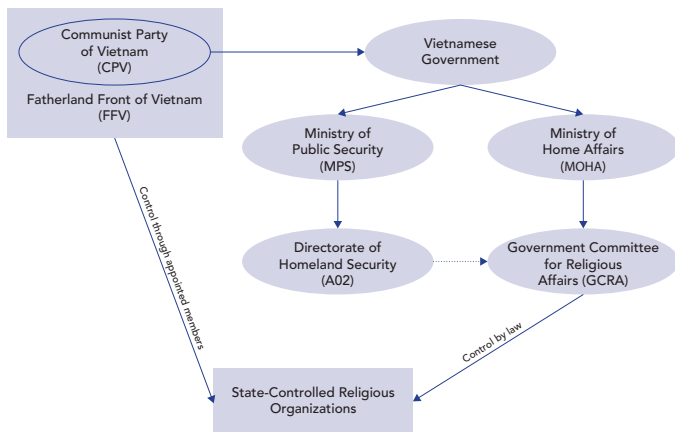 Communist Party
of Vietnam
(CPV)
Fatherland Front of Vietnam
(FFV)
Vietnamese
Government
Ministry of
Public Security
(MPS)
Ministry of
Home Affairs
(MOHA)
Directorate of
Homeland Security
(A02)
Government Committee
for Religious
Affairs (GCRA)
Control through appointed
members
Control by law
State-Controlled Religious
Organizations